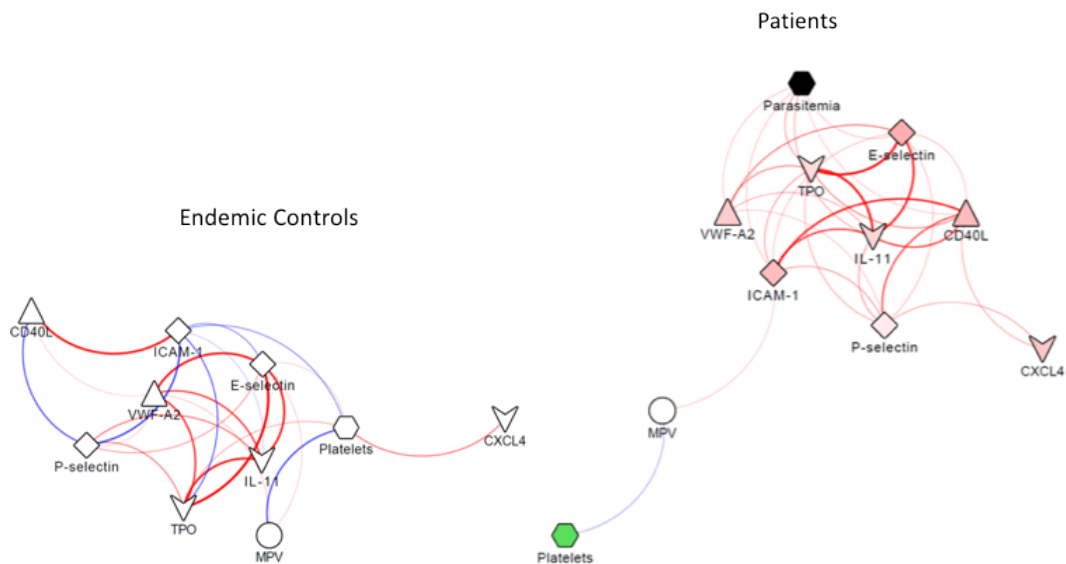 Patients
Parasitemia
E-selectin
TPO
VWF-A2
CD40L
IL-11
ICAM-1
P-selectin
CXCL4
MPV
Platelets
Endemic Controls
CD40L
ICAM-1
E-selectin
VWF-A2
Platelets
CXCL4
P-selectin
IL-11
TPO
MPV